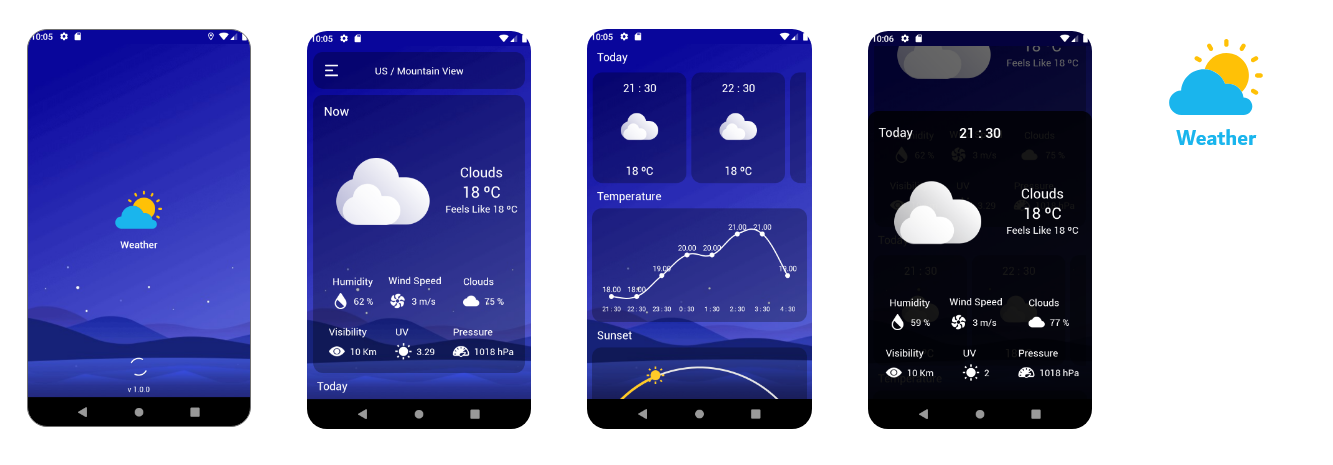 10:05
Weather
v 1.0.0
10:05
US / Mountain View
Now
Clouds
18 ºC
Feels Like 18 ºC
Humidity Wind Speed Clouds
62 % 3 m/s 75 %
Visibility UV Pressure
10 Km 3.29 1018 hPa
Today
10:05
Today
21 : 30 22 : 30
18 ºC 18 ºC
Temperature
18.00 18.00 19.00 20.00 20.00 21.00 21.00
21 : 30 22 : 30 23 : 30 0 : 30 1 : 30 2 : 30 3 : 30 4 : 30
Sunset
10:06
18 ºC
Feels Like 18 ºC
Today 21 : 30
Clouds
18 ºC
Feels Like 18 ºC
Humidity Wind Speed Clouds
59 % 3 m/s 77 %
Visibility UV Pressure
10 Km 2 1018 hPa
Weather